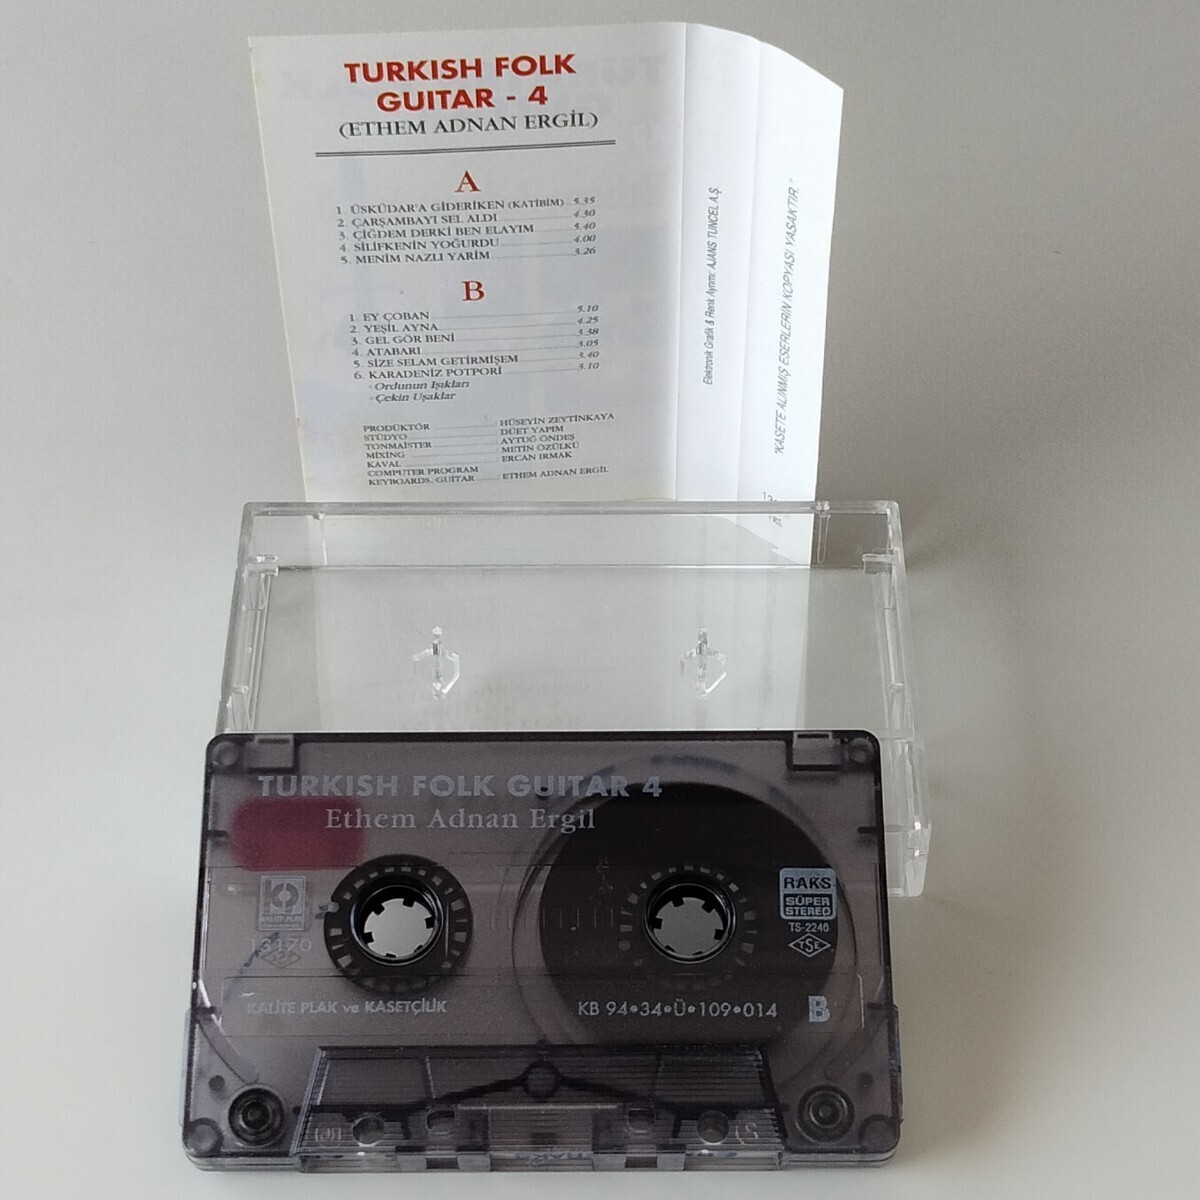 TURKISH FOLK
GUITAR - 4
(ETHEM ADNAN ERGİL)
A
1 ÜSKÜDAR'A GİDERİKEN (KATİBİM) 5.35
2 ÇARŞAMBAYI SEL ALDI 4.30
3. ÇİĞDEM DERKİ BEN ELAYIM 5.40
4. SİLİFKENİN YOĞURDU 4.00
5. MENİM NAZLI YARİM 3.26
B
1. EY ÇOBAN 5.10
2. YEŞİL AYNA 4.25
3. GEL GÖR BENİ 3.38
4. ATABARI 3.05
5. SİZE SELAM GETİRMİŞEM 3.40
6. KARADENİZ POTPORİ 3.10
Ordunun Işıkları
Çekin Uşaklar
PRODÜKTÖR HÜSEYİN ZEYTİNKAYA
STÜDYO DÜET YAPIM
TONMAİSTER AYTUĞ ÖNDEŞ
MİXİNG METİN ÖZÜLKÜ
KAVAL ERCAN IRMAK
COMPUTER PROGRAM
KEYBOARDS, GUİTAR ETHEM ADNAN ERGİL
Elektronik Grafik & Renk Ayrımı: AJANS TUNCEL A.Ş.
"KASETE ALINMIŞ ESERLERİN KOPYASI YASAKTIR."
TURKISH FOLK GUITAR 4
Ethem Adnan Ergil
RAKS
SÜPER
STEREO
TS-2240
TSE
KALİTE PLAK
13170
KALİTE PLAK ve KASETÇİLİK
KB 94•34•Ü•109•014
B